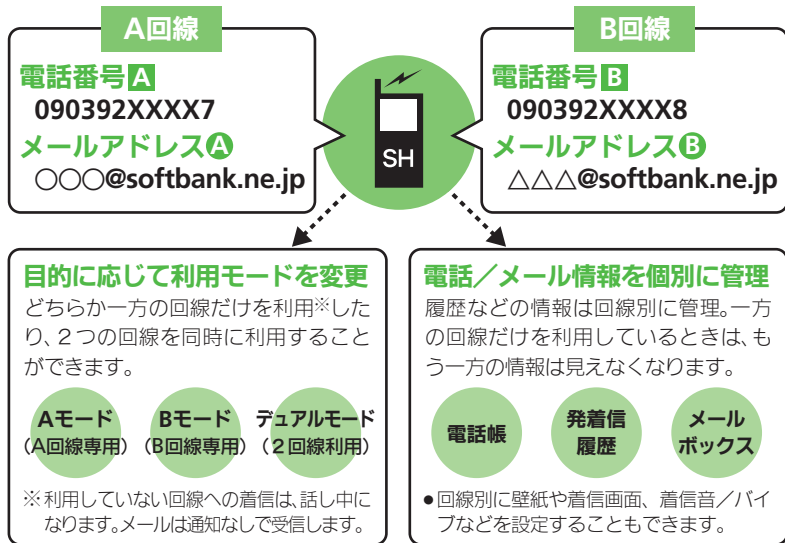 A回線
電話番号A
090392XXXX7
メールアドレスA
○○○@softbank.ne.jp
SH
B回線
電話番号B
090392XXXX8
メールアドレスB
△△△@softbank.ne.jp
目的に応じて利用モードを変更
どちらか一方の回線だけを利用※した
り、2つの回線を同時に利用すること
ができます。
Aモード
(A回線専用)
Bモード
(B回線専用)
デュアルモード
(2回線利用)
※利用していない回線への着信は、話し中に
なります。メールは通知なしで受信します。
電話／メール情報を個別に管理
履歴などの情報は回線別に管理。一方
の回線だけを利用しているときは、も
う一方の情報は見えなくなります。
電話帳
発着信
履歴
メール
ボックス
●回線別に壁紙や着信画面、着信音／バイ
ブなどを設定することもできます。